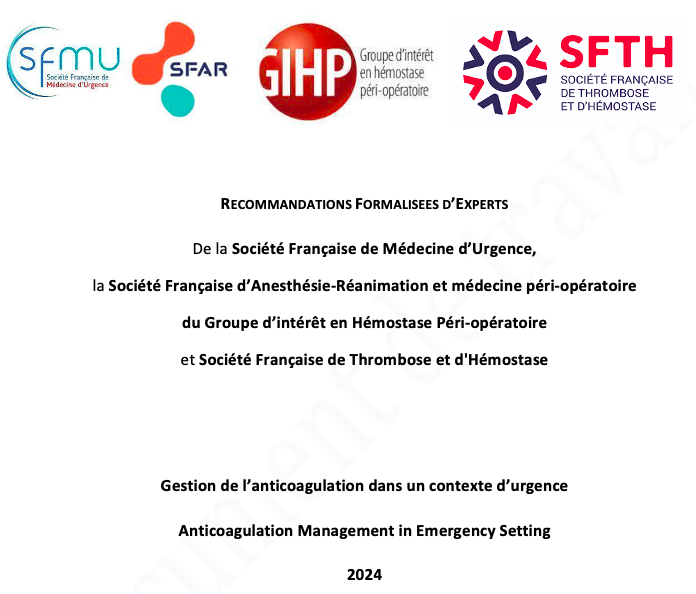 sfmu
Société Française de
Médecine d'Urgence
SFAR
GIHP
Groupe d'intérêt
en hémostase
péri-opératoire
SFTH
SOCIÉTÉ FRANÇAISE
DE THROMBOSE
ET D'HÉMOSTASE
RECOMMANDATIONS FORMALISEES D'EXPERTS
De la Société Française de Médecine d'Urgence,
la Société Française d'Anesthésie-Réanimation et médecine péri-opératoire
du Groupe d'intérêt en Hémostase Péri-opératoire
et Société Française de Thrombose et d'Hémostase
Gestion de l'anticoagulation dans un contexte d'urgence
Anticoagulation Management in Emergency Setting
2024